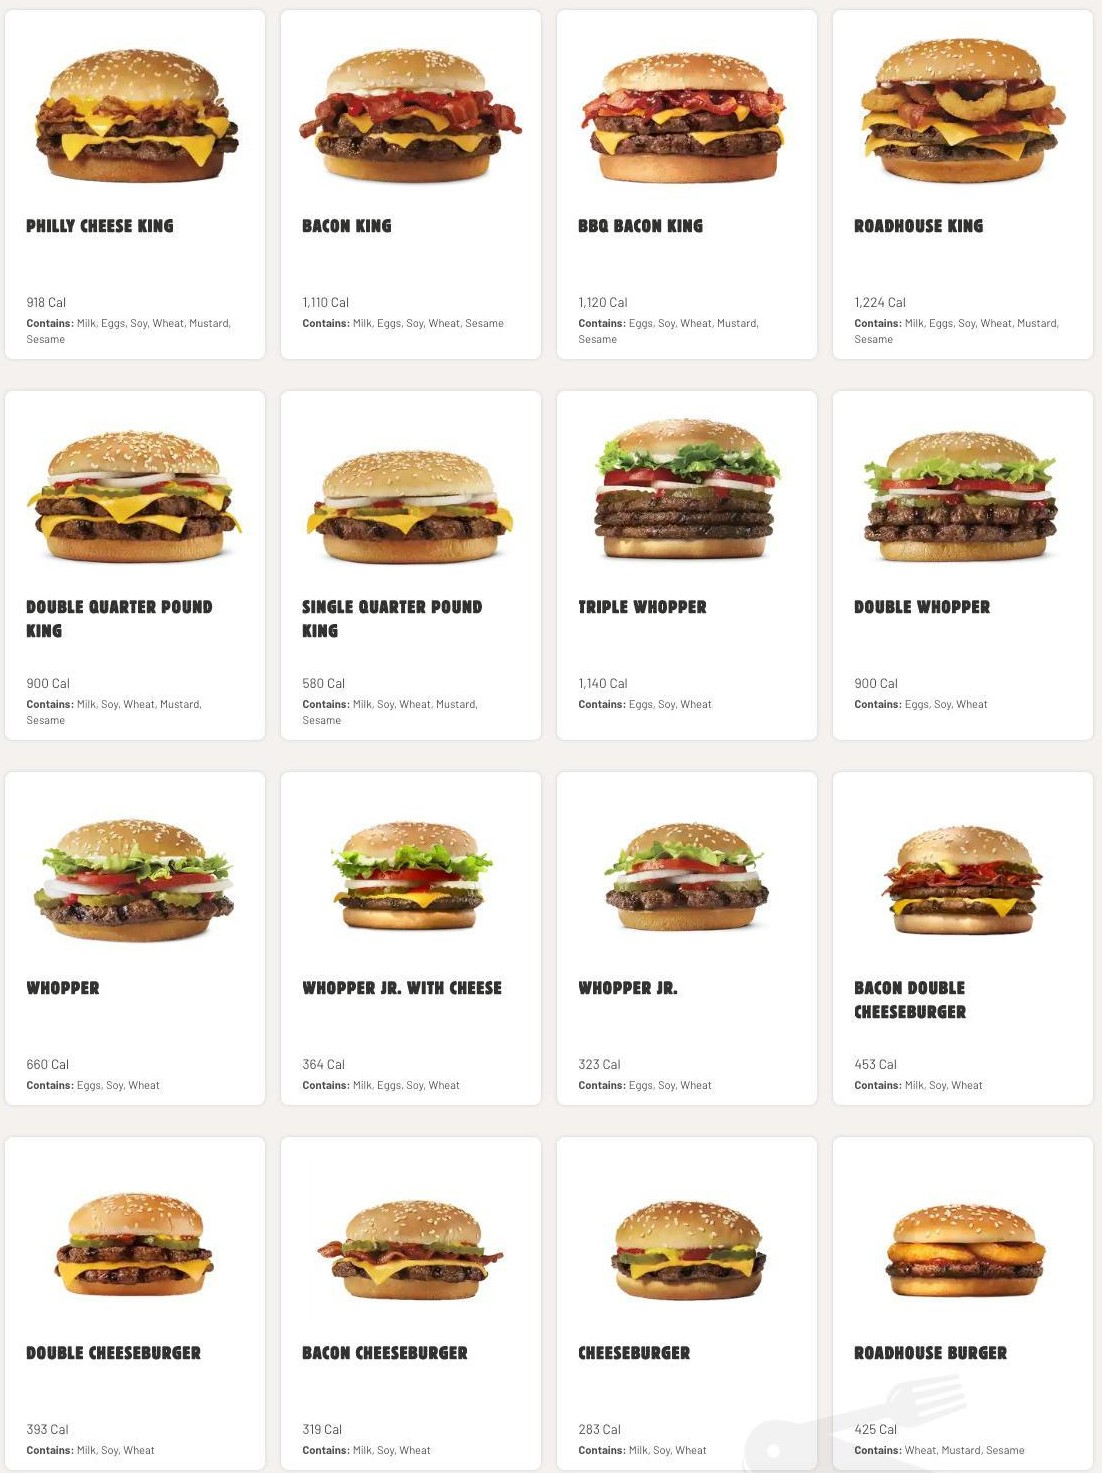 PHILLY CHEESE KING
918 Cal
Contains: Milk, Eggs, Soy, Wheat, Mustard,
Sesame
BACON KING
1,110 Cal
Contains: Milk, Eggs, Soy, Wheat, Sesame
BBQ BACON KING
1,120 Cal
Contains: Eggs, Soy, Wheat, Mustard,
Sesame
ROADHOUSE KING
1,224 Cal
Contains: Milk, Eggs, Soy, Wheat, Mustard,
Sesame
DOUBLE QUARTER POUND
KING
900 Cal
Contains: Milk, Soy, Wheat, Mustard,
Sesame
SINGLE QUARTER POUND
KING
580 Cal
Contains: Milk, Soy, Wheat, Mustard,
Sesame
TRIPLE WHOPPER
1,140 Cal
Contains: Eggs, Soy, Wheat
DOUBLE WHOPPER
900 Cal
Contains: Eggs, Soy, Wheat
WHOPPER
660 Cal
Contains: Eggs, Soy, Wheat
WHOPPER JR. WITH CHEESE
364 Cal
Contains: Milk, Eggs, Soy, Wheat
WHOPPER JR.
323 Cal
Contains: Eggs, Soy, Wheat
BACON DOUBLE
CHEESEBURGER
453 Cal
Contains: Milk, Soy, Wheat
DOUBLE CHEESEBURGER
393 Cal
Contains: Milk, Soy, Wheat
BACON CHEESEBURGER
319 Cal
Contains: Milk, Soy, Wheat
CHEESEBURGER
283 Cal
Contains: Milk, Soy, Wheat
ROADHOUSE BURGER
425 Cal
Contains: Wheat, Mustard, Sesame